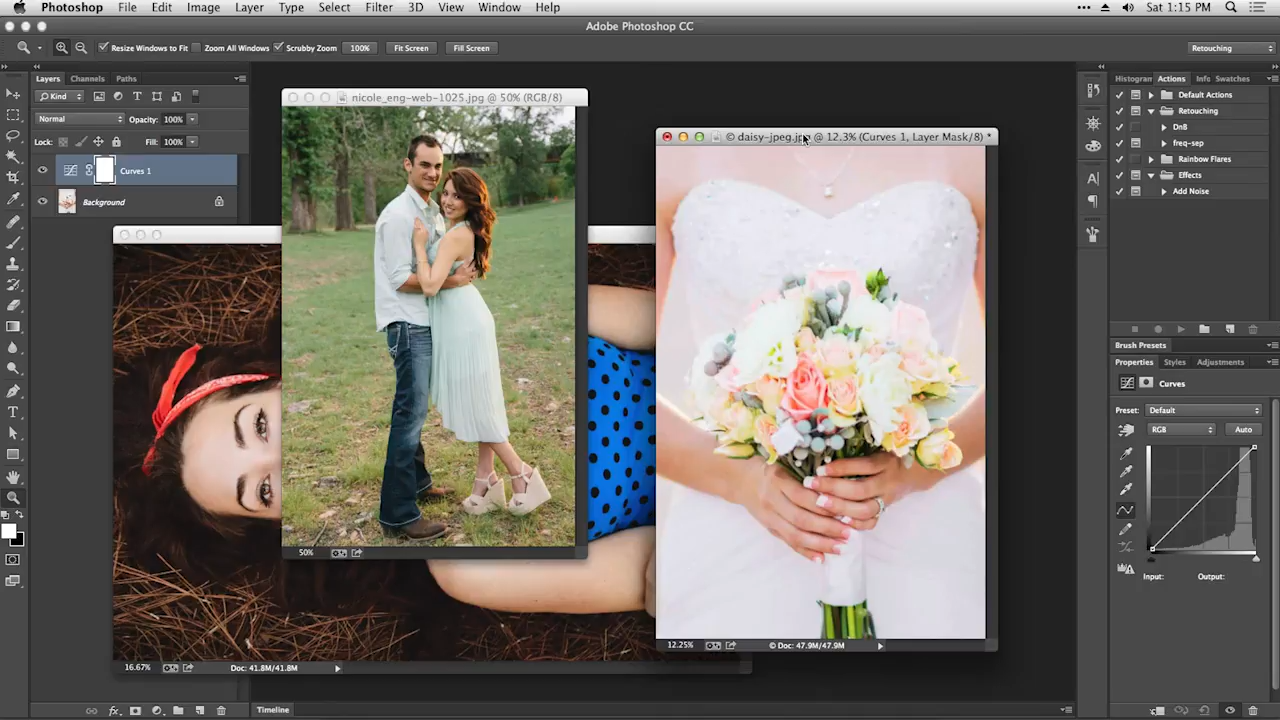 Photoshop File Edit Image Layer Type Select Filter 3D View Window Help Sat 1:15 PM
Adobe Photoshop CC
Resize Windows to Fit Zoom All Windows Scrubby Zoom 100% Fit Screen Fill Screen Retouching
Layers Channels Paths
Kind
Normal Opacity: 100%
Lock: Fill: 100%
Curves 1
Background
nicole_eng-web-1025.jpg @ 50% (RGB/8)
50%
16.67% Doc: 41.8M/41.8M
© daisy-jpeg.jpg @ 12.3% (Curves 1, Layer Mask/8) *
12.25% © Doc: 47.9M/47.9M
Timeline
Histogram Actions Info Swatches
Default Actions
Retouching
DnB
freq-sep
Rainbow Flares
Effects
Add Noise
Brush Presets
Properties Styles Adjustments
Curves
Preset: Default
RGB Auto
Input: Output: